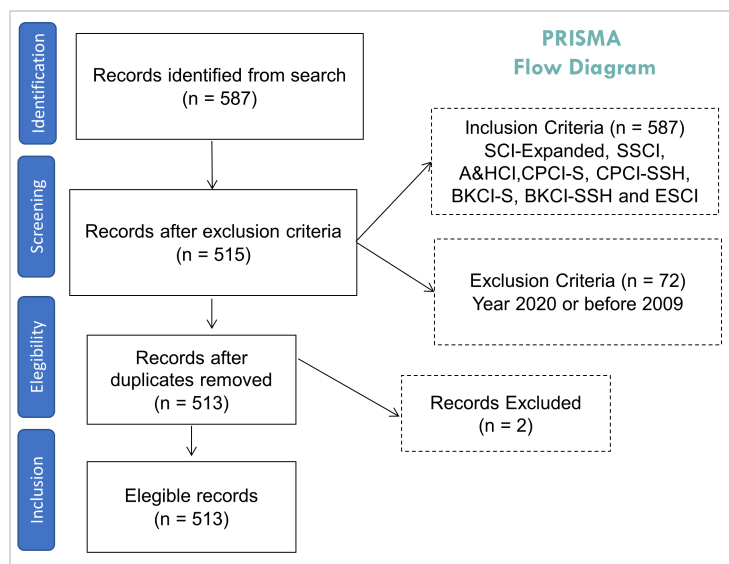 PRISMA
Flow Diagram
Identification
Records identified from search
(n = 587)
Inclusion Criteria (n = 587)
SCI-Expanded, SSCI,
A&HCI,CPCI-S, CPCI-SSH,
BKCI-S, BKCI-SSH and ESCI
Screening
Records after exclusion criteria
(n = 515)
Exclusion Criteria (n = 72)
Year 2020 or before 2009
Elegibility
Records after
duplicates removed
(n = 513)
Records Excluded
(n = 2)
Inclusion
Elegible records
(n = 513)